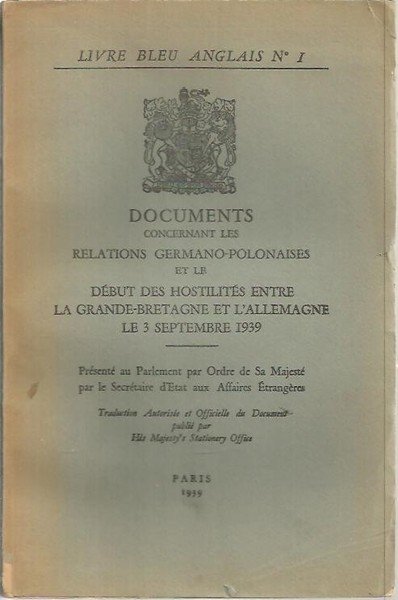 LIVRE BLEU ANGLAIS Nº 1
DOCUMENTS
CONCERNANT LES
RELATIONS GERMANO-POLONAISES
ET LE
DÉBUT DES HOSTILITÉS ENTRE
LA GRANDE-BRETAGNE ET L'ALLEMAGNE
LE 3 SEPTEMBRE 1939
Présenté au Parlement par Ordre de Sa Majesté
par le Secrétaire d'Etat aux Affaires Étrangères
Traduction Autorisée et Officielle du Document
publié par
His Majesty's Stationery Office
PARIS
1939